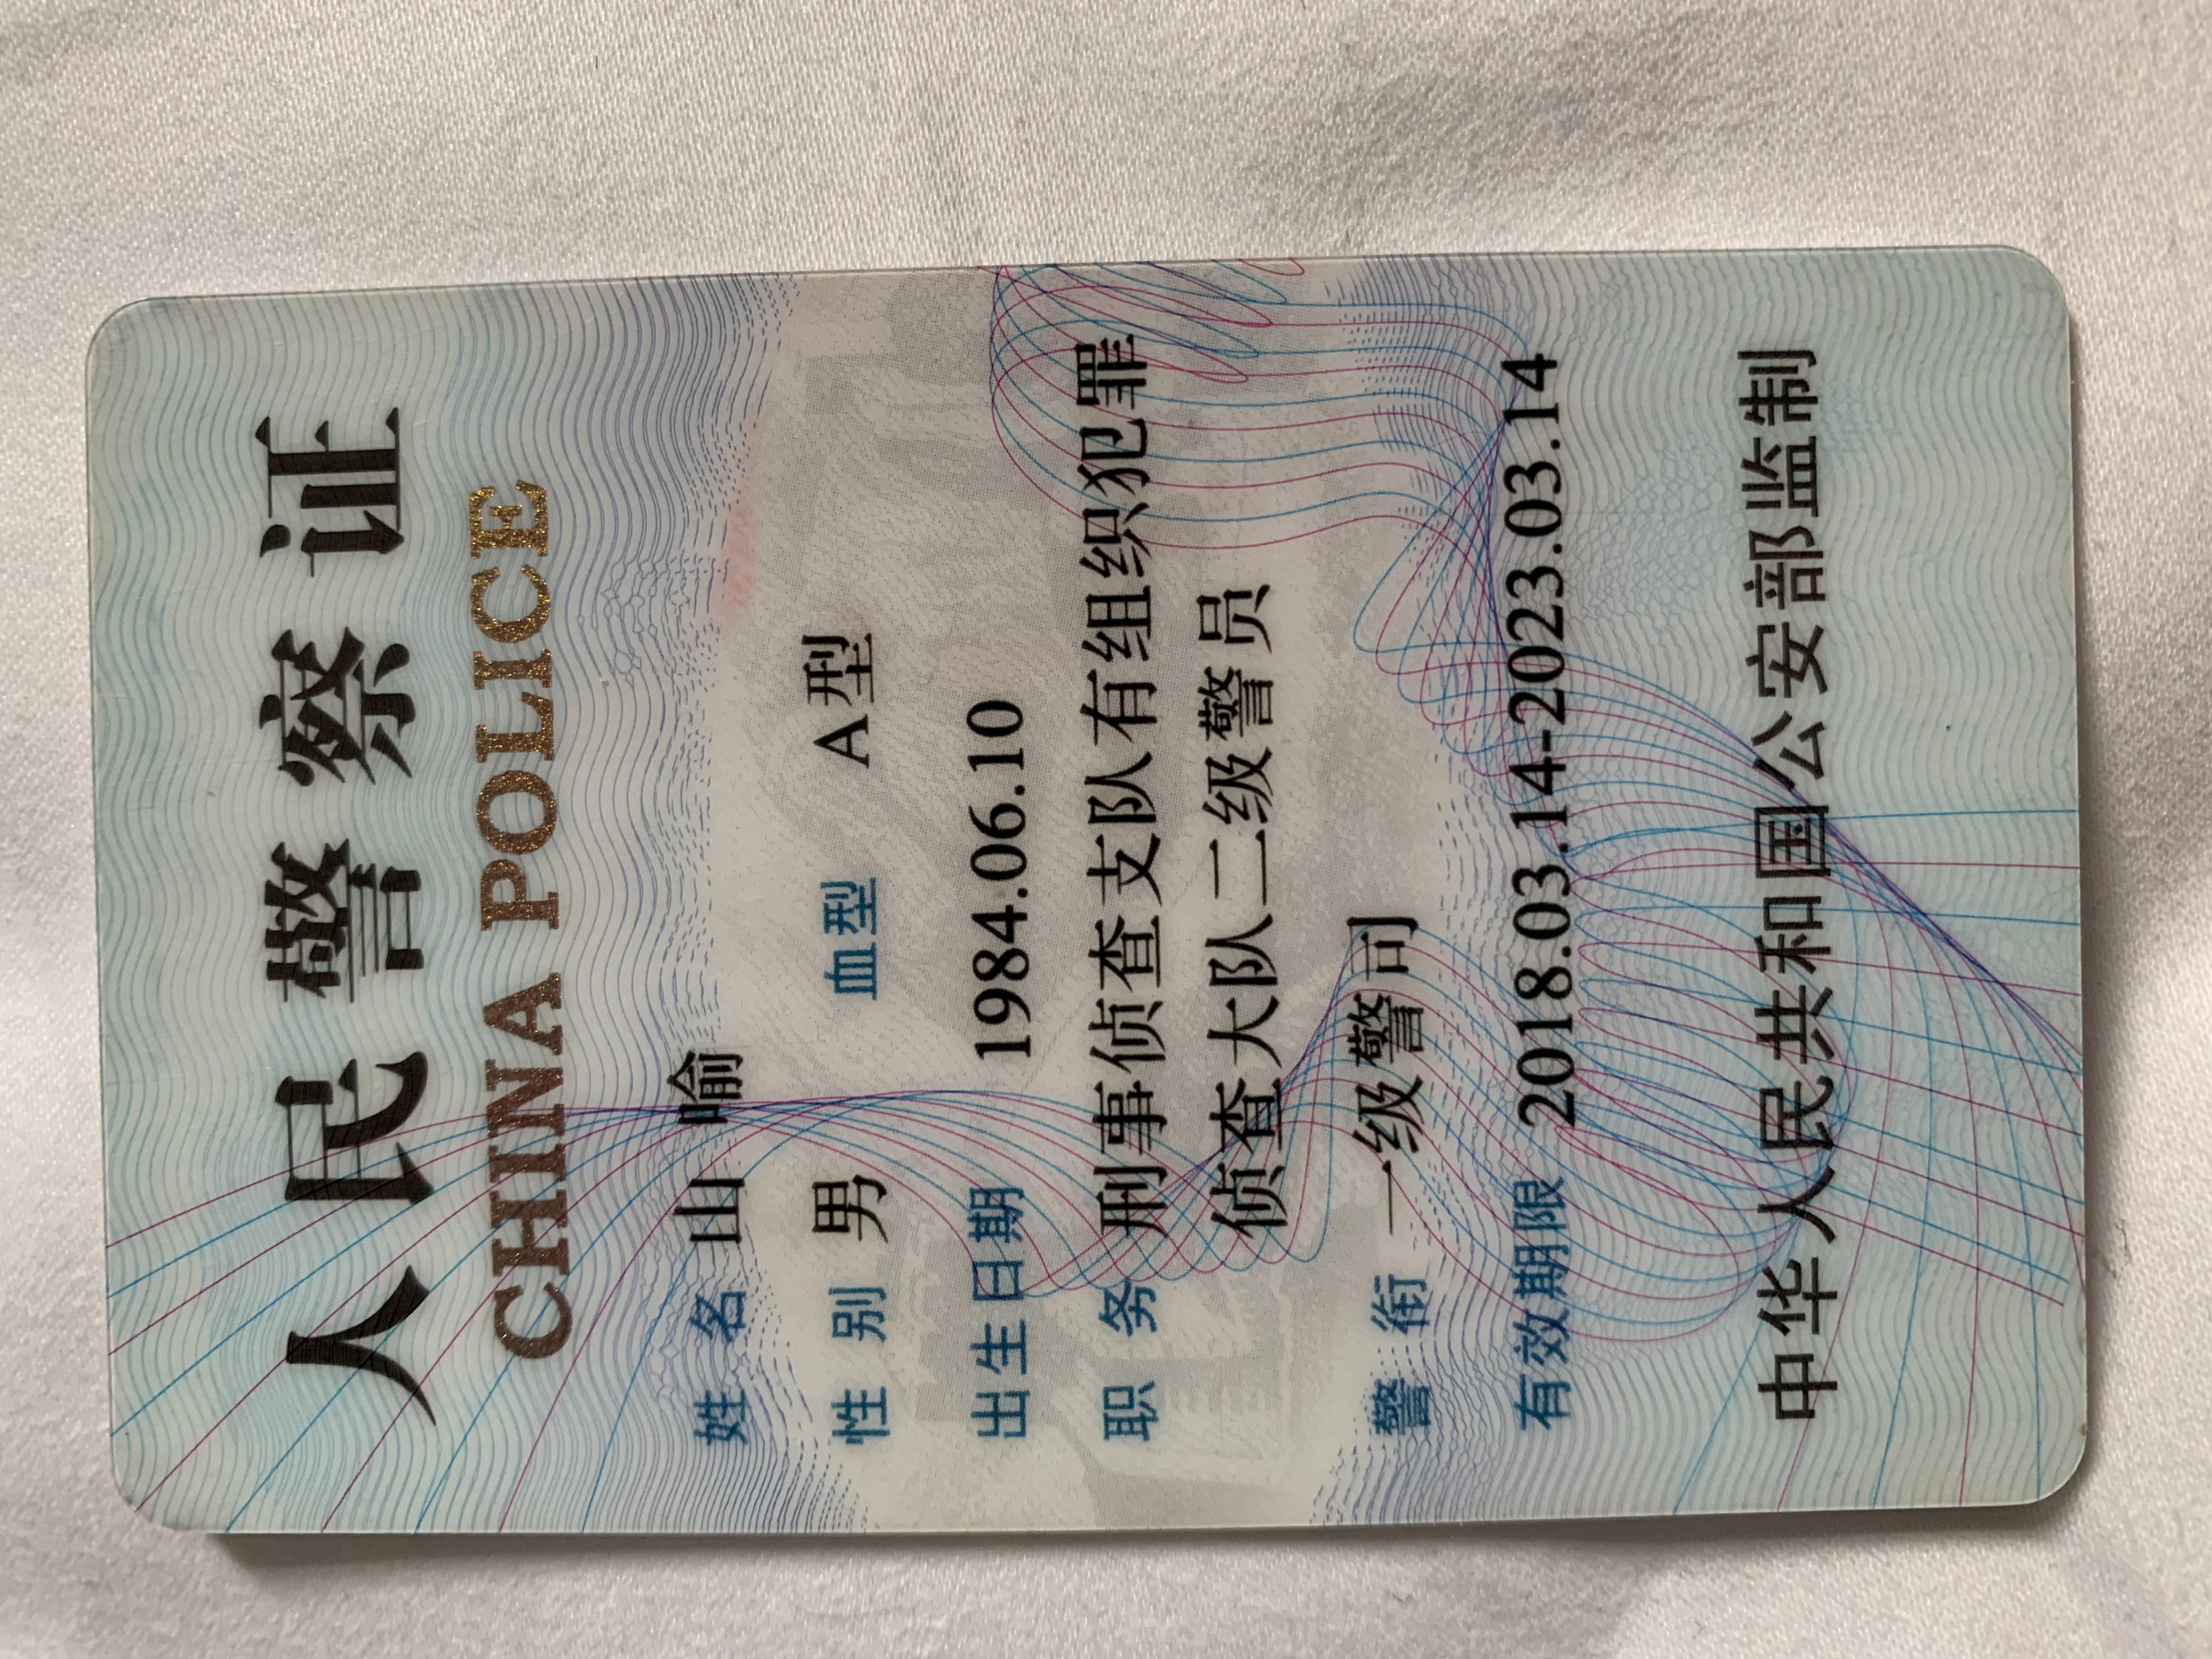 人民警察证
CHINA POLICE
姓名 山喻
性别 男 血型 A型
出生日期 1984.06.10
职务 刑事侦查支队有组织犯罪
侦查大队二级警员
警衔 一级警司
有效期限 2018.03.14-2023.03.14
中华人民共和国公安部监制